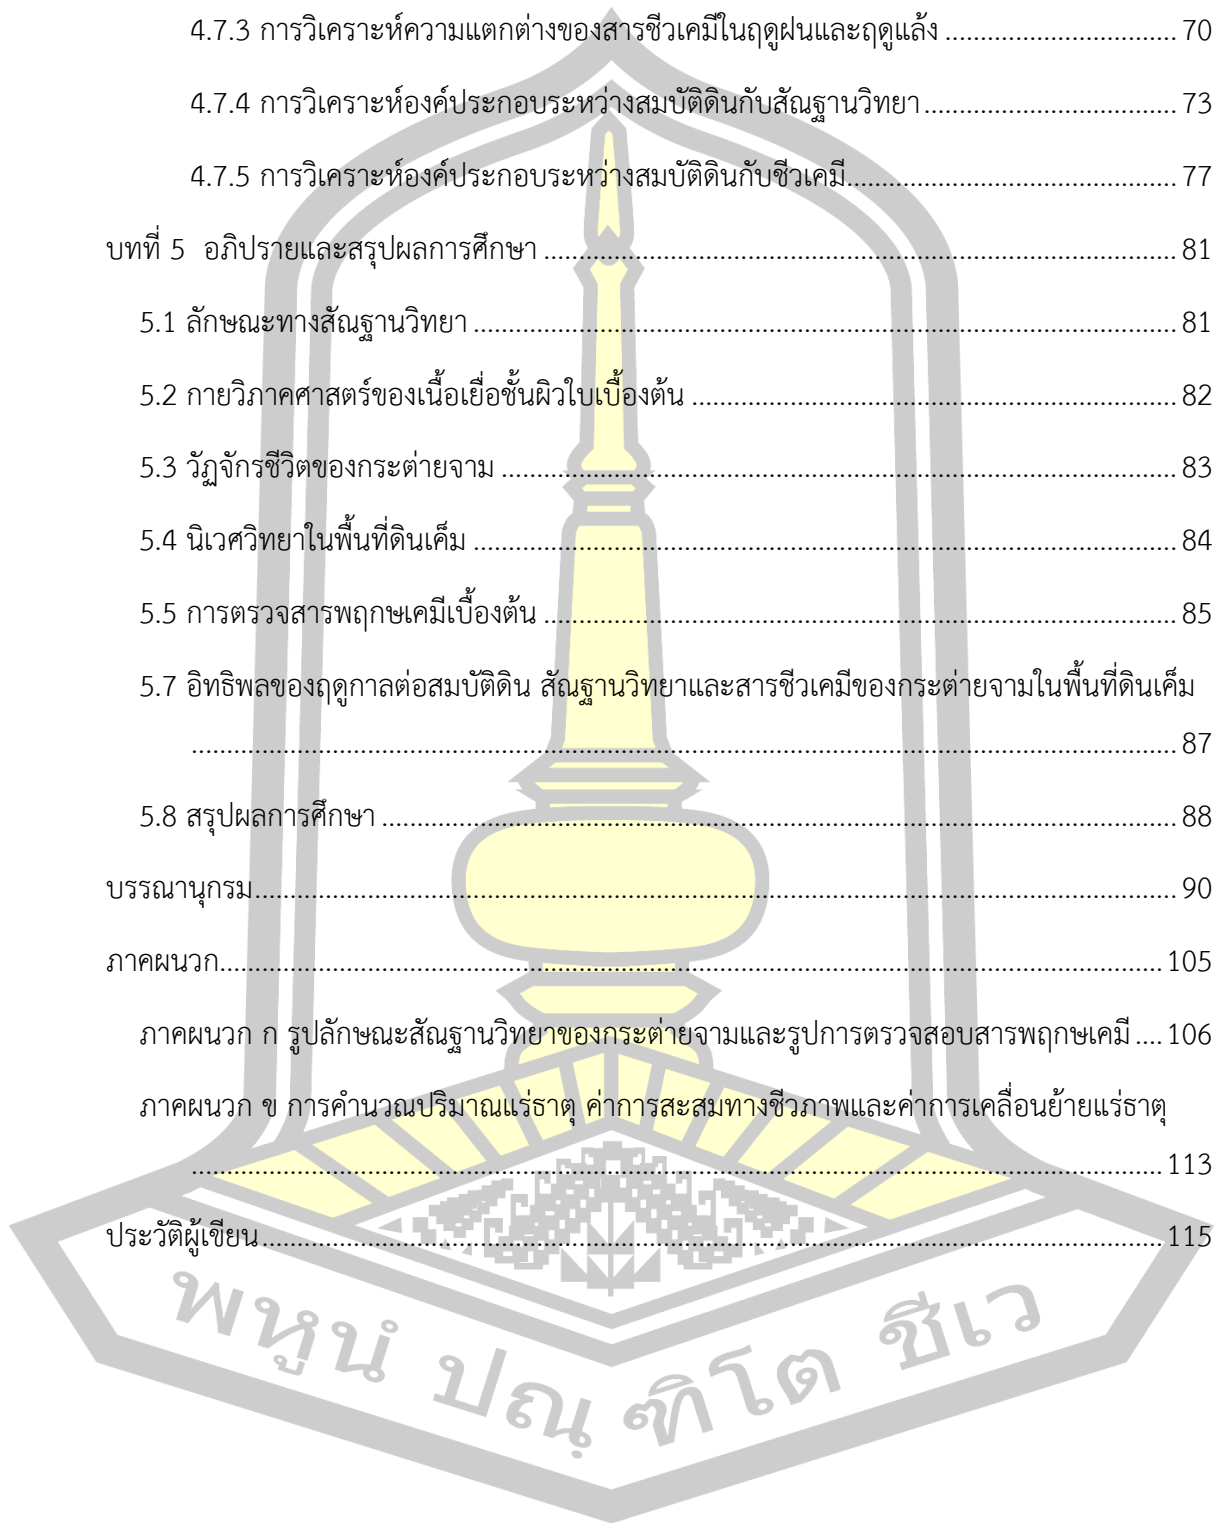 4.7.3 การวิเคราะห์ความแตกต่างของสารชีวเคมีในฤดูฝนและฤดูแล้ง ............................... 70
4.7.4 การวิเคราะห์องค์ประกอบระหว่างสมบัติดินกับสัณฐานวิทยา ................................. 73
4.7.5 การวิเคราะห์องค์ประกอบระหว่างสมบัติดินกับชีวเคมี........................................... 77
บทที่ 5 อภิปรายและสรุปผลการศึกษา .................................................................................. 81
5.1 ลักษณะทางสัณฐานวิทยา ........................................................................................... 81
5.2 กายวิภาคศาสตร์ของเนื้อเยื่อชั้นผิวใบเบื้องต้น ............................................................... 82
5.3 วัฏจักรชีวิตของกระต่ายจาม ........................................................................................ 83
5.4 นิเวศวิทยาในพื้นที่ดินเค็ม ........................................................................................... 84
5.5 การตรวจสารพฤกษเคมีเบื้องต้น .................................................................................. 85
5.7 อิทธิพลของฤดูกาลต่อสมบัติดิน สัณฐานวิทยาและสารชีวเคมีของกระต่ายจามในพื้นที่ดินเค็ม
................................................................................................................................ 87
5.8 สรุปผลการศึกษา ...................................................................................................... 88
บรรณานุกรม................................................................................................................... 90
ภาคผนวก...................................................................................................................... 105
ภาคผนวก ก รูปลักษณะสัณฐานวิทยาของกระต่ายจามและรูปการตรวจสอบสารพฤกษเคมี .... 106
ภาคผนวก ข การคำนวณปริมาณแร่ธาตุ ค่าการสะสมทางชีวภาพและค่าการเคลื่อนย้ายแร่ธาตุ
.............................................................................................................................. 113
ประวัติผู้เขียน................................................................................................................ 115
พหูนํ ปณฺฑิโต ชีเว